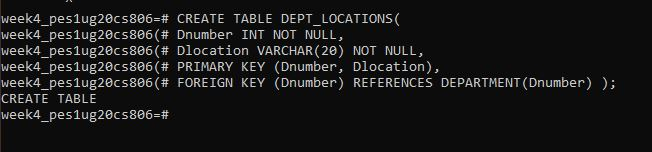 week4_pes1ug20cs806=# CREATE TABLE DEPT_LOCATIONS(
week4_pes1ug20cs806(# Dnumber INT NOT NULL,
week4_pes1ug20cs806(# Dlocation VARCHAR(20) NOT NULL,
week4_pes1ug20cs806(# PRIMARY KEY (Dnumber, Dlocation),
week4_pes1ug20cs806(# FOREIGN KEY (Dnumber) REFERENCES DEPARTMENT(Dnumber) );
CREATE TABLE
week4_pes1ug20cs806=#